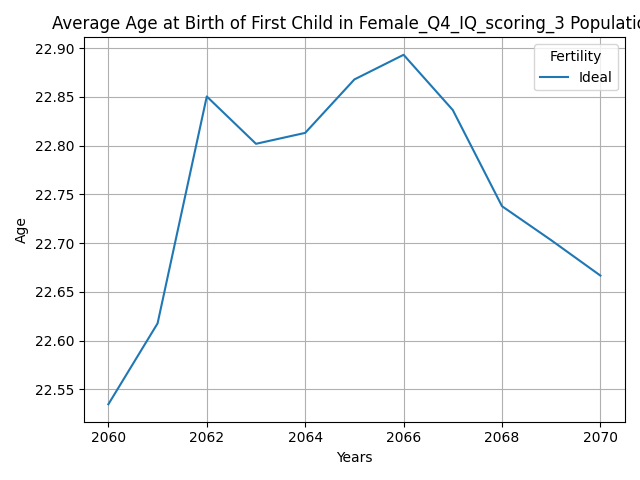 Average Age at Birth of First Child in Female_Q4_IQ_scoring_3 Populatio
Fertility
Ideal
22.90
22.85
22.80
22.75
22.70
22.65
22.60
22.55
Age
2060 2062 2064 2066 2068 2070
Years